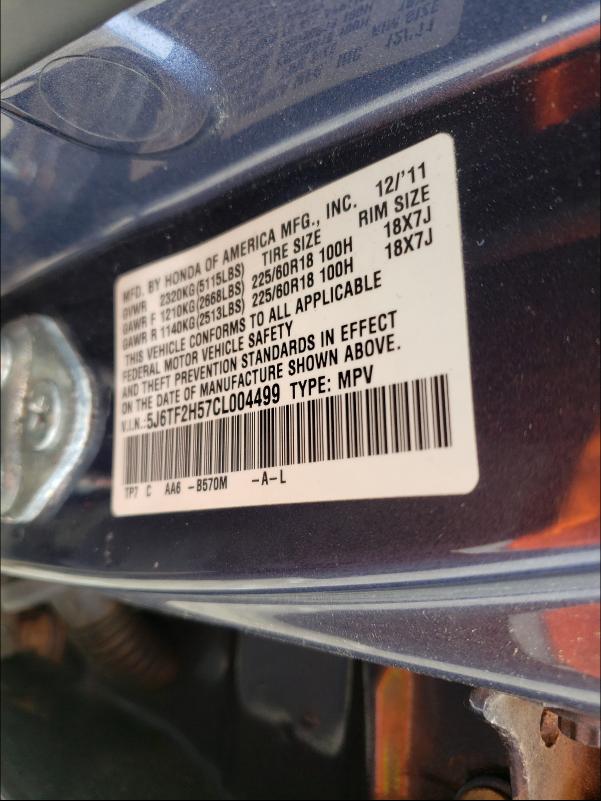 MFD. BY HONDA OF AMERICA MFG., INC. 12/'11
GVWR 2320KG(5115LBS) TIRE SIZE RIM SIZE
GAWR F 1210KG(2668LBS) 225/60R18 100H 18X7J
GAWR R 1140KG(2513LBS) 225/60R18 100H 18X7J
THIS VEHICLE CONFORMS TO ALL APPLICABLE
FEDERAL MOTOR VEHICLE SAFETY
AND THEFT PREVENTION STANDARDS IN EFFECT
ON THE DATE OF MANUFACTURE SHOWN ABOVE.
V.I.N.:5J6TF2H57CL004499 TYPE: MPV
TP7 C AA6 -B570M -A-L